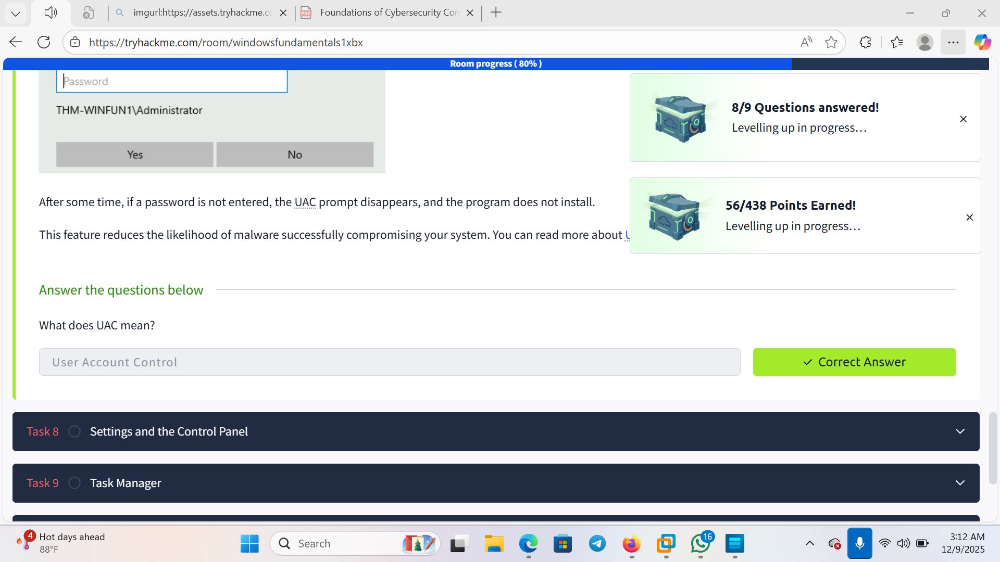 imgurl:https://assets.tryhackme.cc
PDF
Foundations of Cybersecurity Con
https://tryhackme.com/room/windowsfundamentals1xbx
Room progress ( 80% )
Password
THM-WINFUN1\Administrator
Yes
No
8/9 Questions answered!
Levelling up in progress...
56/438 Points Earned!
Levelling up in progress...
After some time, if a password is not entered, the UAC prompt disappears, and the program does not install.
This feature reduces the likelihood of malware successfully compromising your system. You can read more about U
Answer the questions below
What does UAC mean?
User Account Control
✓ Correct Answer
Task 8
Settings and the Control Panel
Task 9
Task Manager
4
Hot days ahead
88°F
Search
16
3:12 AM
12/9/2025